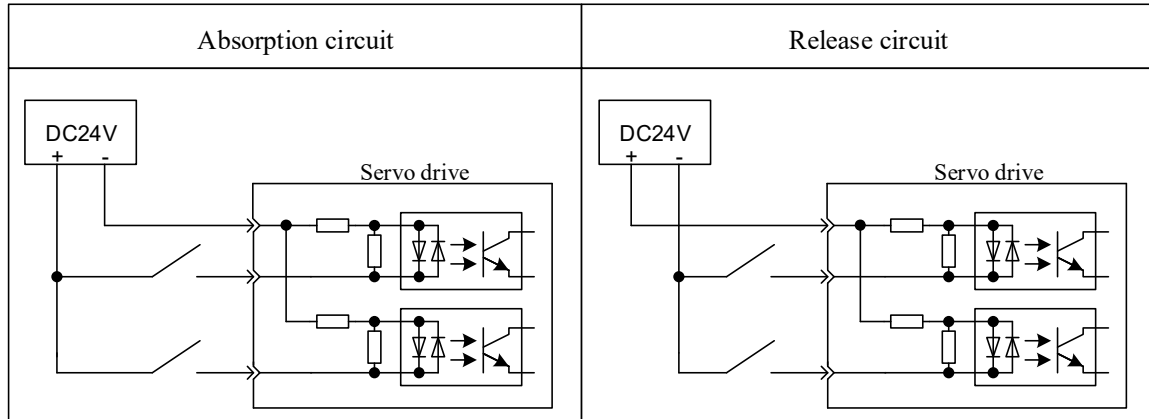 Absorption circuit
Release circuit
DC24V
+ -
Servo drive
DC24V
+ -
Servo drive